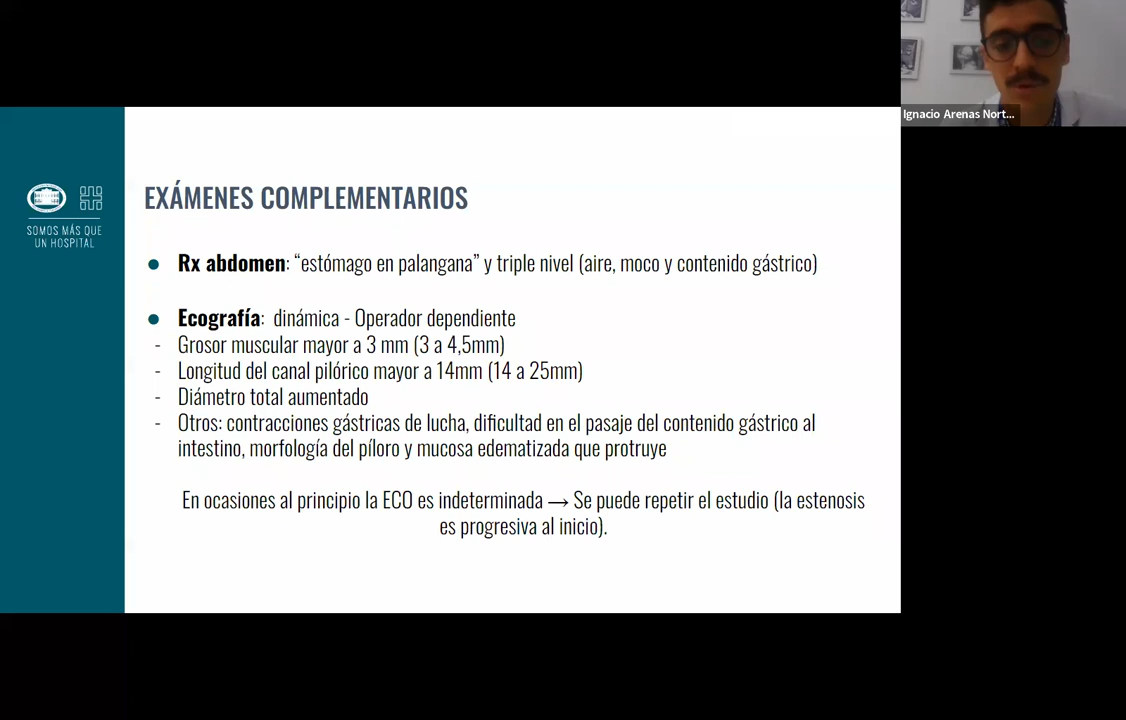 Ignacio Arenas Nort...
SOMOS MÁS QUE
UN HOSPITAL
EXÁMENES COMPLEMENTARIOS
● Rx abdomen: “estómago en palangana” y triple nivel (aire, moco y contenido gástrico)
● Ecografía: dinámica - Operador dependiente
- Grosor muscular mayor a 3 mm (3 a 4,5mm)
- Longitud del canal pilórico mayor a 14mm (14 a 25mm)
- Diámetro total aumentado
- Otros: contracciones gástricas de lucha, dificultad en el pasaje del contenido gástrico al
intestino, morfología del píloro y mucosa edematizada que protruye
En ocasiones al principio la ECO es indeterminada → Se puede repetir el estudio (la estenosis
es progresiva al inicio).